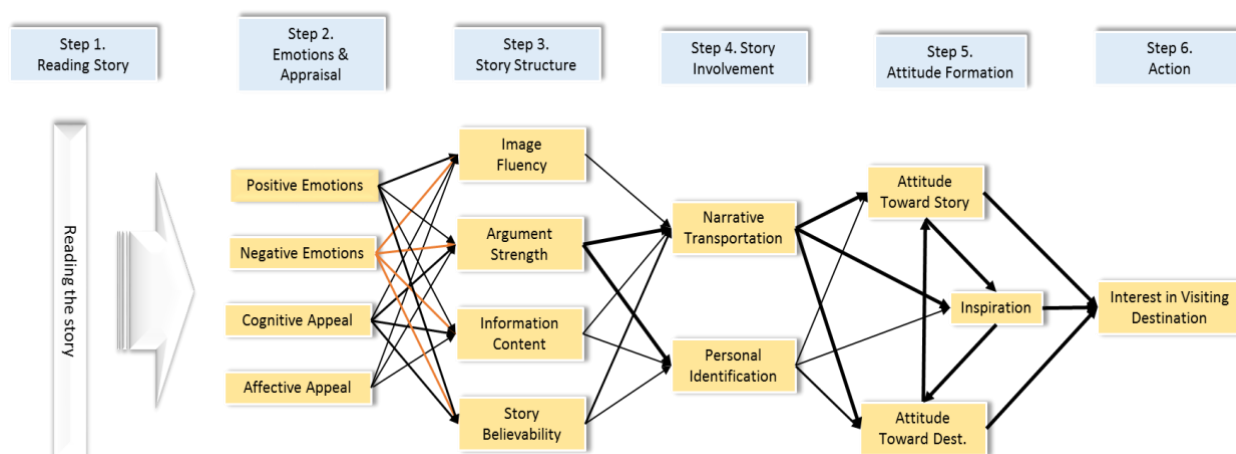 Step 1.
Reading Story
Step 2.
Emotions &
Appraisal
Step 3.
Story Structure
Step 4. Story
Involvement
Step 5.
Attitude Formation
Step 6.
Action
Reading the story
Positive Emotions
Negative Emotions
Cognitive Appeal
Affective Appeal
Image
Fluency
Argument
Strength
Information
Content
Story
Believability
Narrative
Transportation
Personal
Identification
Attitude
Toward Story
Inspiration
Attitude
Toward Dest.
Interest in Visiting
Destination